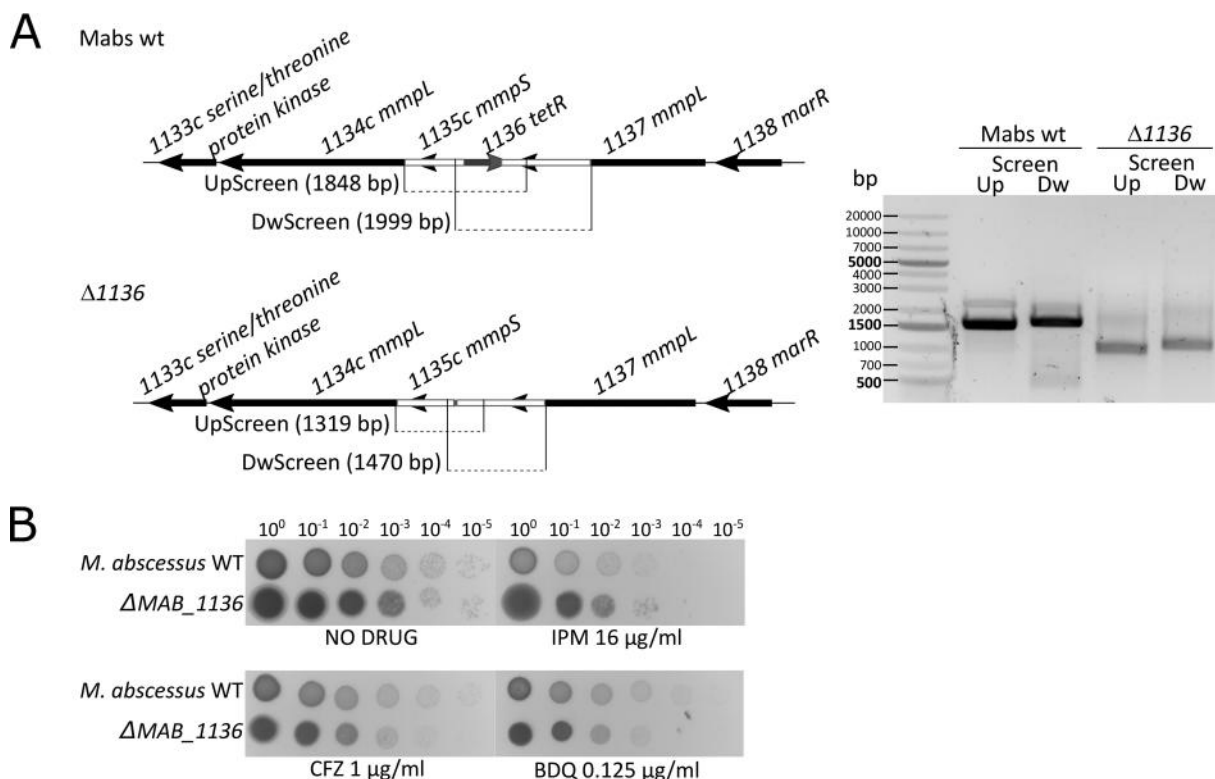 A
Mabs wt
1133c serine/threonine
protein kinase
1134c mmpL
1135c mmpS
1136 tetR
1137 mmpL
1138 marR
UpScreen (1848 bp)
DwScreen (1999 bp)
Δ1136
1133c serine/threonine
protein kinase
1134c mmpL
1135c mmpS
1137 mmpL
1138 marR
UpScreen (1319 bp)
DwScreen (1470 bp)
Mabs wt Δ1136
Screen Screen
bp Up Dw Up Dw
20000
10000
7000
5000
4000
3000
2000
1500
1000
700
500
B
10⁰ 10⁻¹ 10⁻² 10⁻³ 10⁻⁴ 10⁻⁵ 10⁰ 10⁻¹ 10⁻² 10⁻³ 10⁻⁴ 10⁻⁵
M. abscessus WT
ΔMAB_1136
NO DRUG IPM 16 µg/ml
M. abscessus WT
ΔMAB_1136
CFZ 1 µg/ml BDQ 0.125 µg/ml